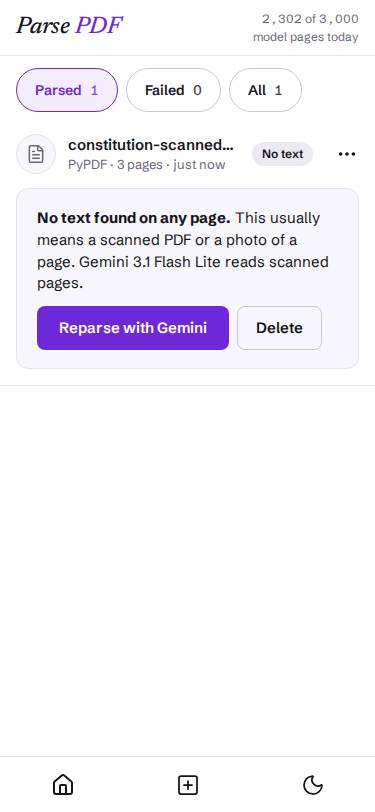 Parse PDF
2,302 of 3,000
model pages today
Parsed 1
Failed 0
All 1
constitution-scanned…
PyPDF · 3 pages · just now
No text
No text found on any page. This usually
means a scanned PDF or a photo of a
page. Gemini 3.1 Flash Lite reads scanned
pages.
Reparse with Gemini
Delete